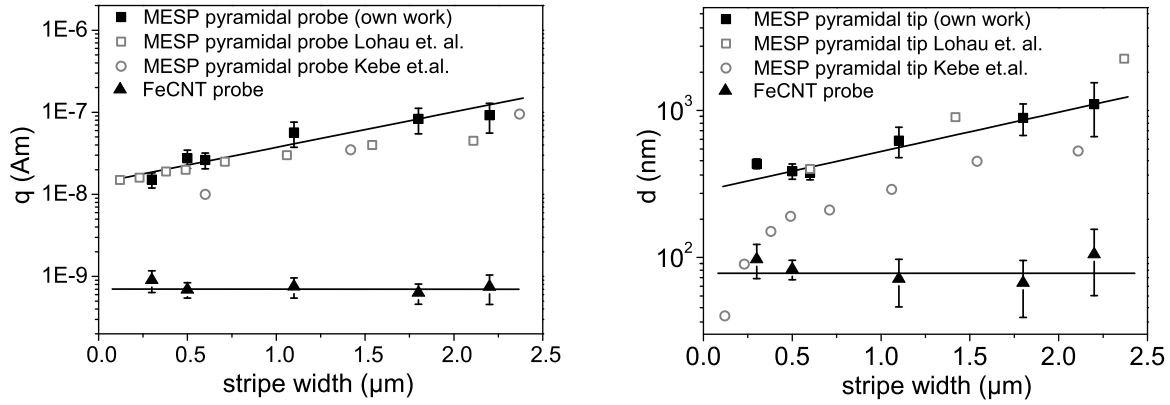 MESP pyramidal probe (own work)
MESP pyramidal probe Lohau et. al.
MESP pyramidal probe Kebe et.al.
FeCNT probe
1E-6
1E-7
1E-8
1E-9
q (Am)
0.0 0.5 1.0 1.5 2.0 2.5
stripe width (μm)
MESP pyramidal tip (own work)
MESP pyramidal tip Lohau et. al.
MESP pyramidal tip Kebe et.al.
FeCNT probe
10³
10²
d (nm)
0.0 0.5 1.0 1.5 2.0 2.5
stripe width (μm)